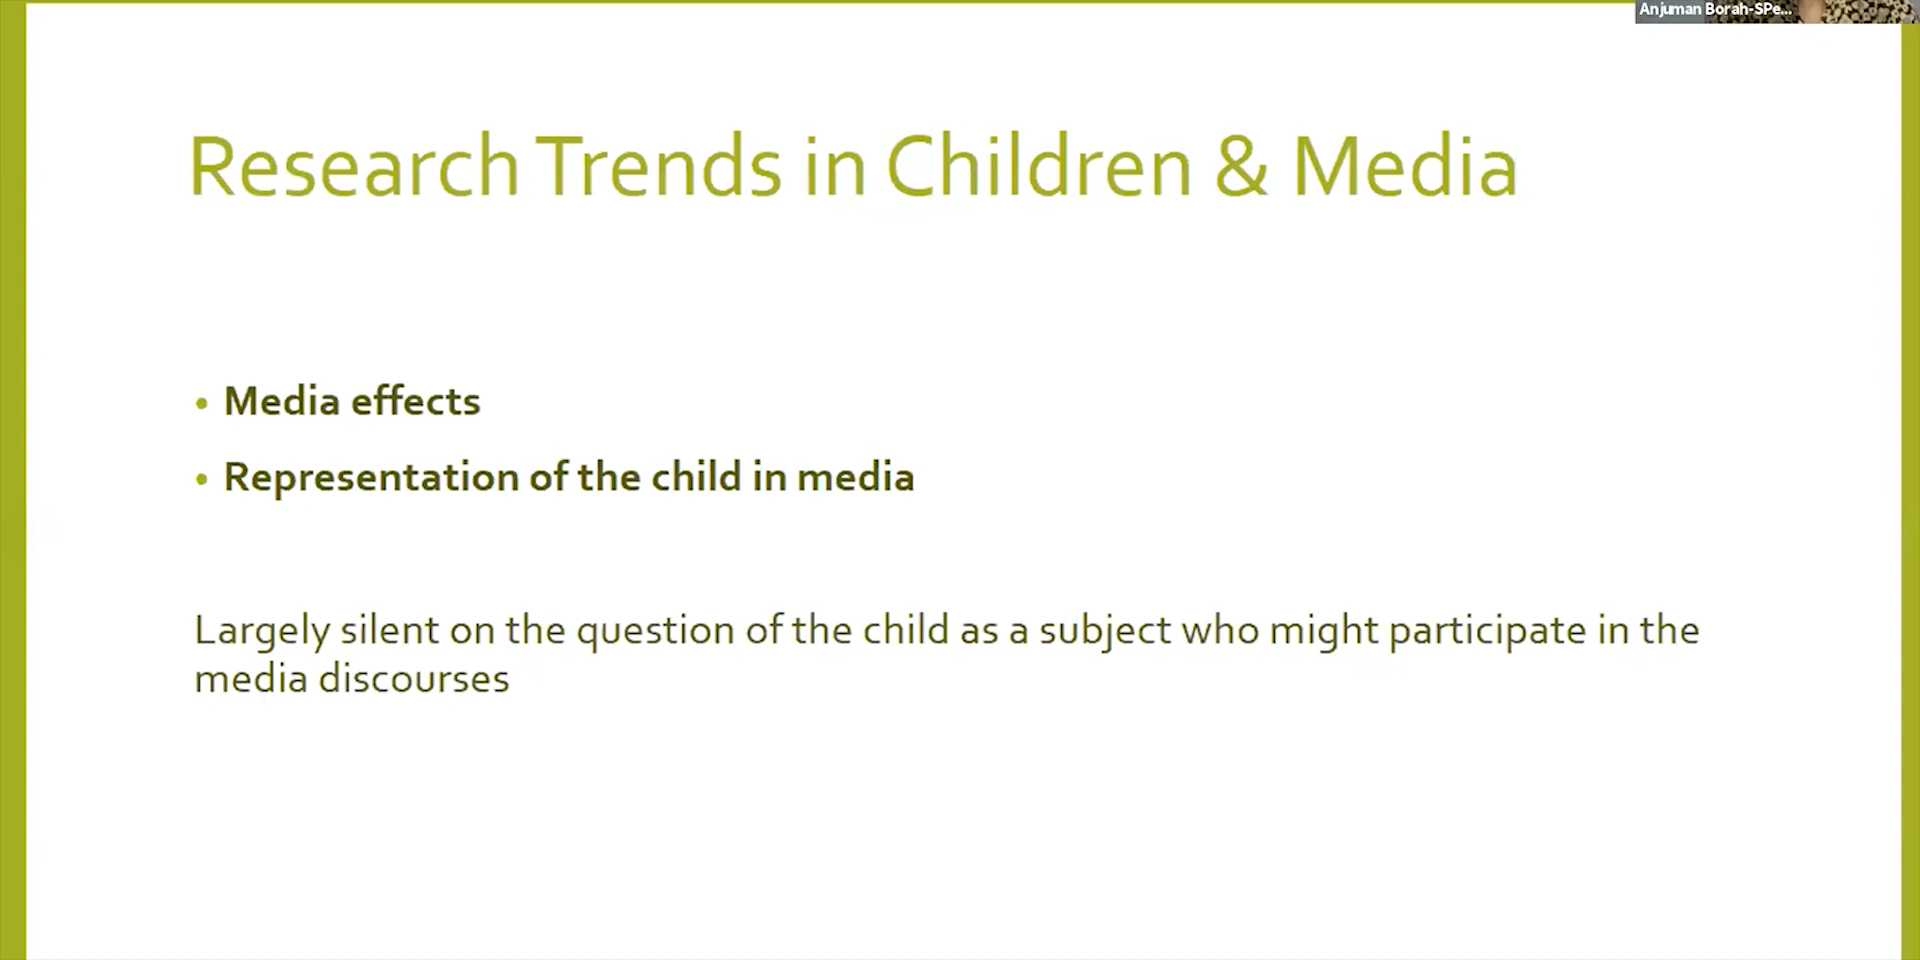 Anjuman Borah-SPe...
Research Trends in Children & Media
• Media effects
• Representation of the child in media
Largely silent on the question of the child as a subject who might participate in the
media discourses